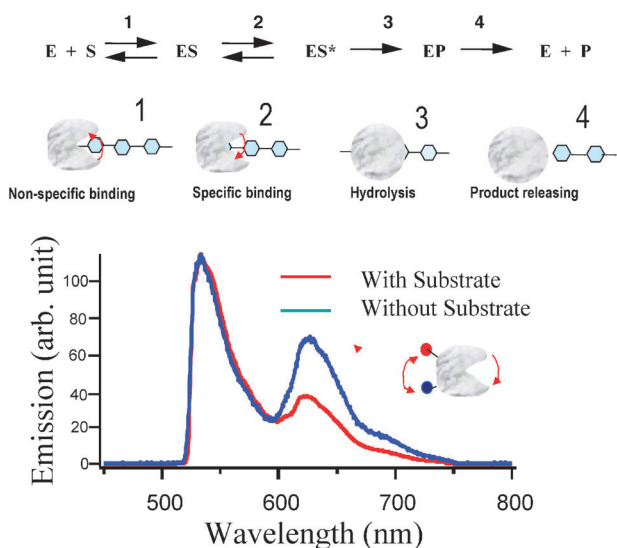 1 2 3 4
E + S ES ES* EP E + P
1 2 3 4
Non-specific binding Specific binding Hydrolysis Product releasing
Emission (arb. unit)
100
80
60
40
20
0
With Substrate
Without Substrate
500 600 700 800
Wavelength (nm)